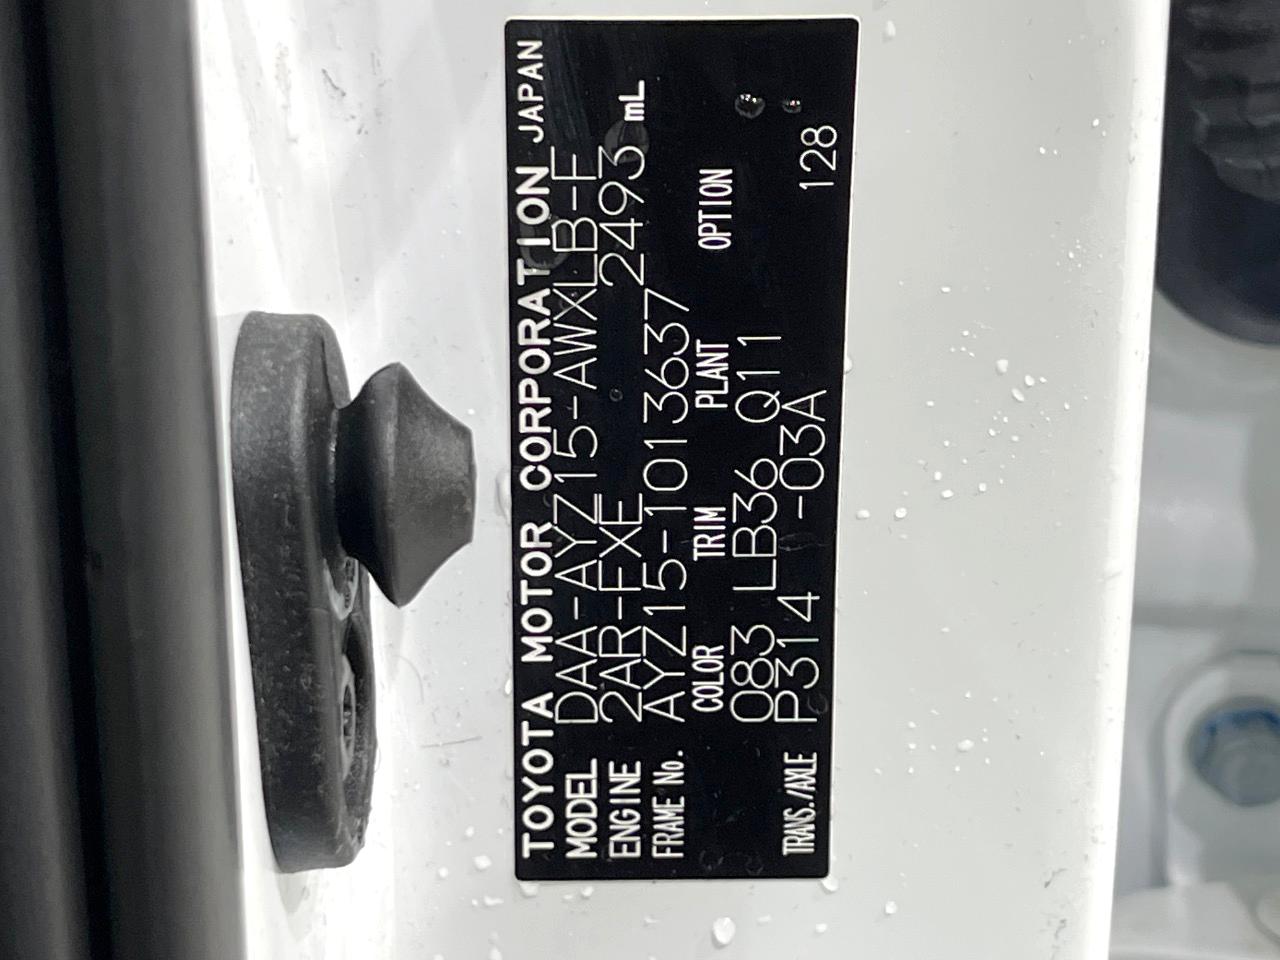 TOYOTA MOTOR CORPORATION JAPAN
MODEL DAA-AYZ15-AWXLB-F
ENGINE 2AR-FXE 2493 mL
FRAME No. AYZ15-1013637
COLOR TRIM PLANT OPTION
083 LB36 Q11
TRANS./AXLE P314 -03A 128